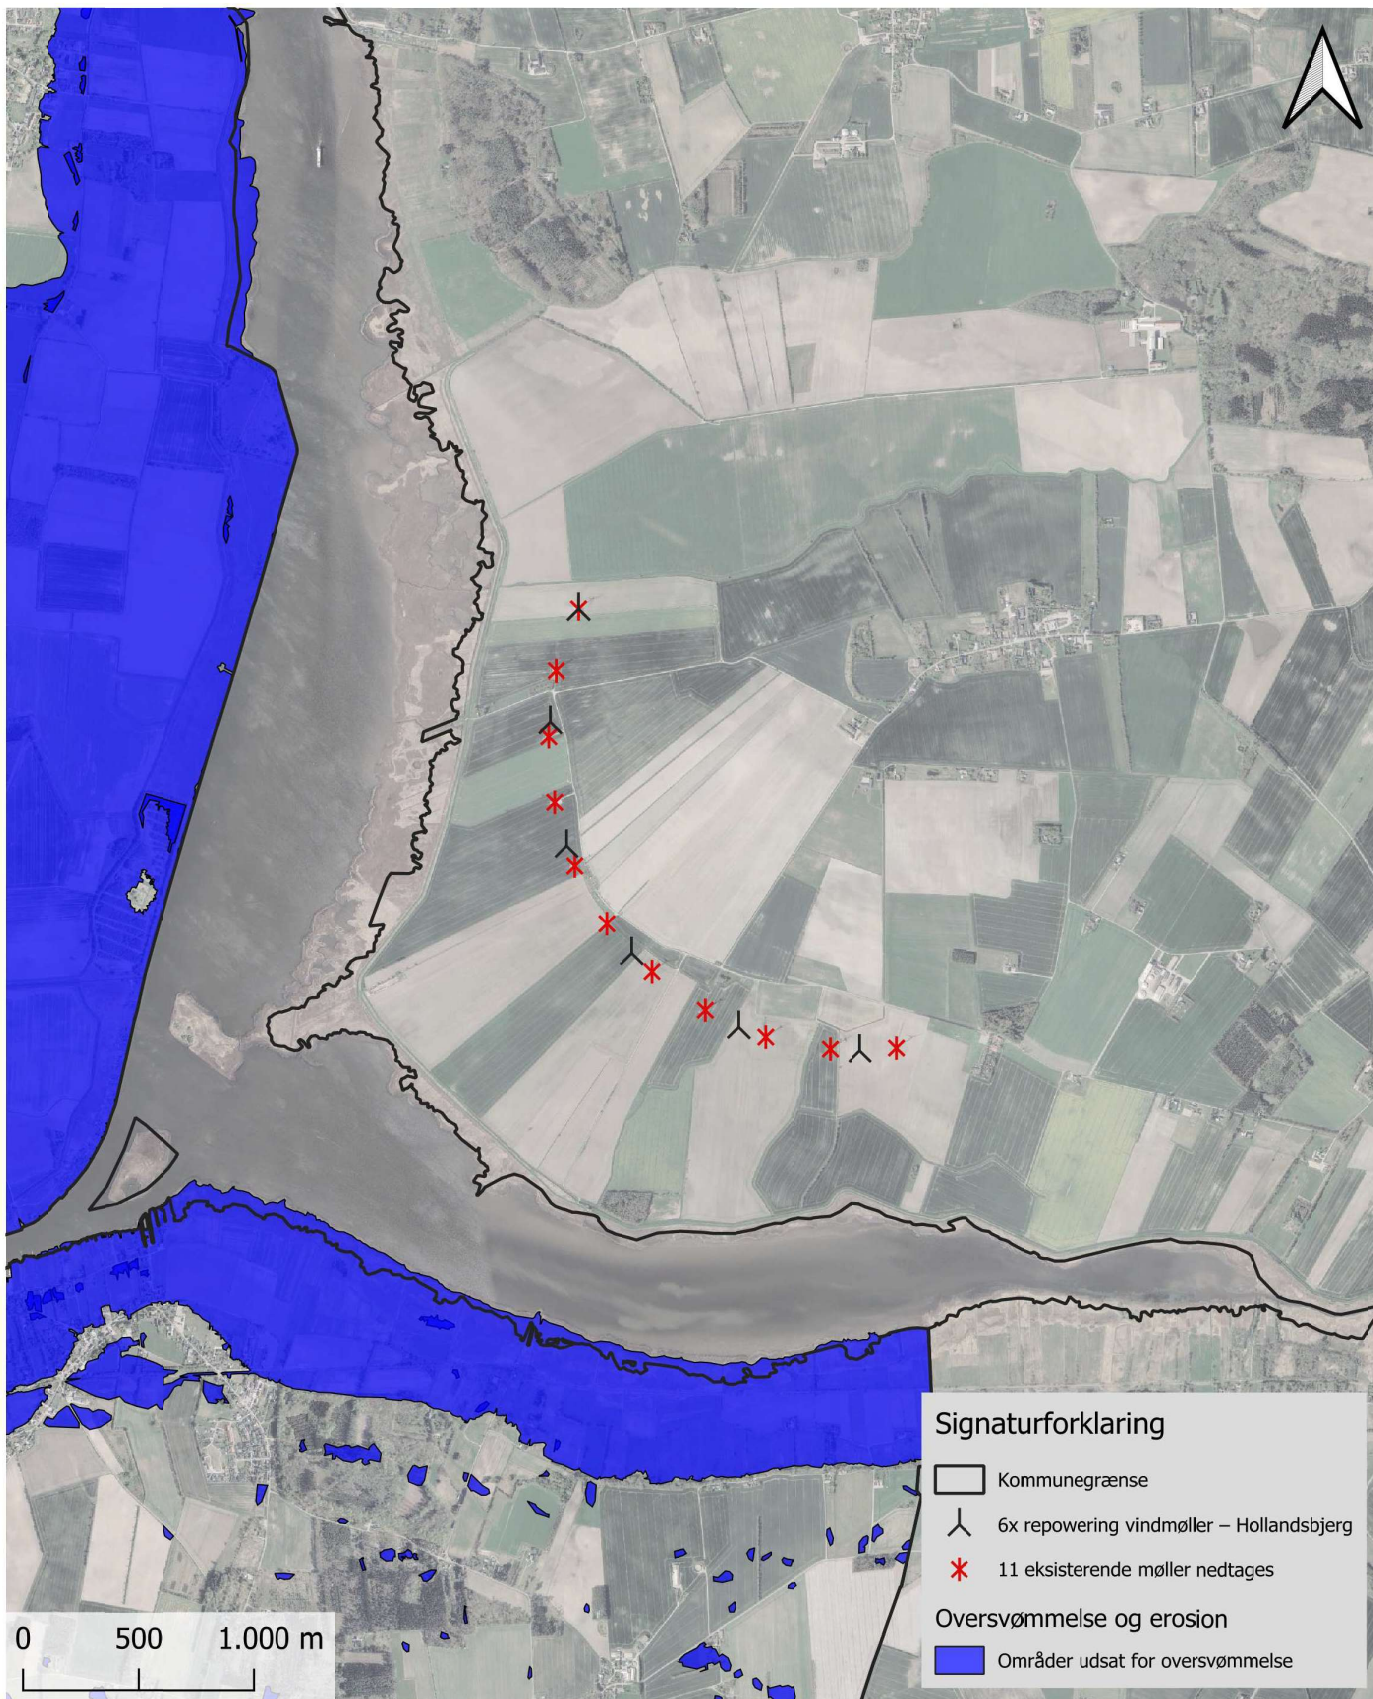 Signaturforklaring
Kommunegrænse
6x repowering vindmøller – Hollandsbjerg
11 eksisterende møller nedtages
Oversvømmelse og erosion
Områder udsat for oversvømmelse
0 500 1.000 m